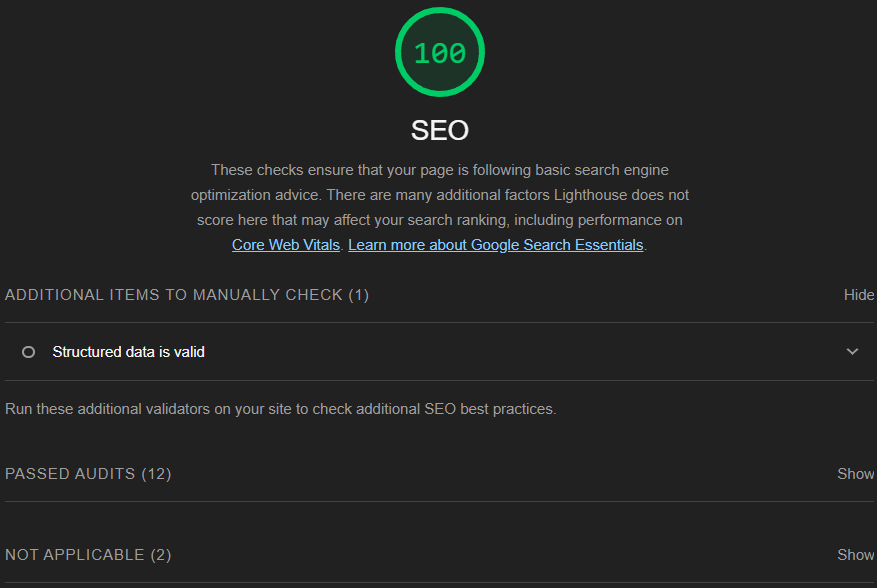 100
SEO
These checks ensure that your page is following basic search engine
optimization advice. There are many additional factors Lighthouse does not
score here that may affect your search ranking, including performance on
Core Web Vitals. Learn more about Google Search Essentials.
ADDITIONAL ITEMS TO MANUALLY CHECK (1) Hide
Structured data is valid
Run these additional validators on your site to check additional SEO best practices.
PASSED AUDITS (12) Show
NOT APPLICABLE (2) Show